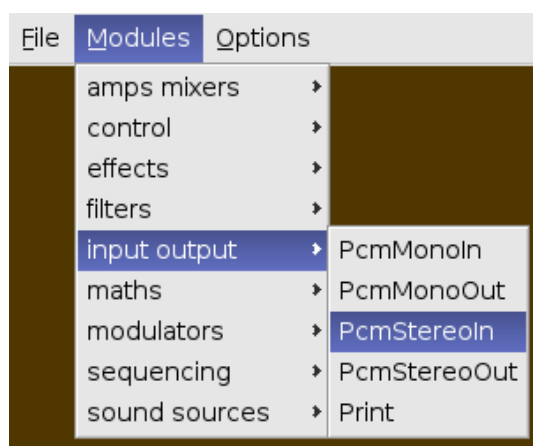 File Modules Options
amps mixers
control
effects
filters
input output
maths
modulators
sequencing
sound sources
PcmMonoIn
PcmMonoOut
PcmStereoIn
PcmStereoOut
Print